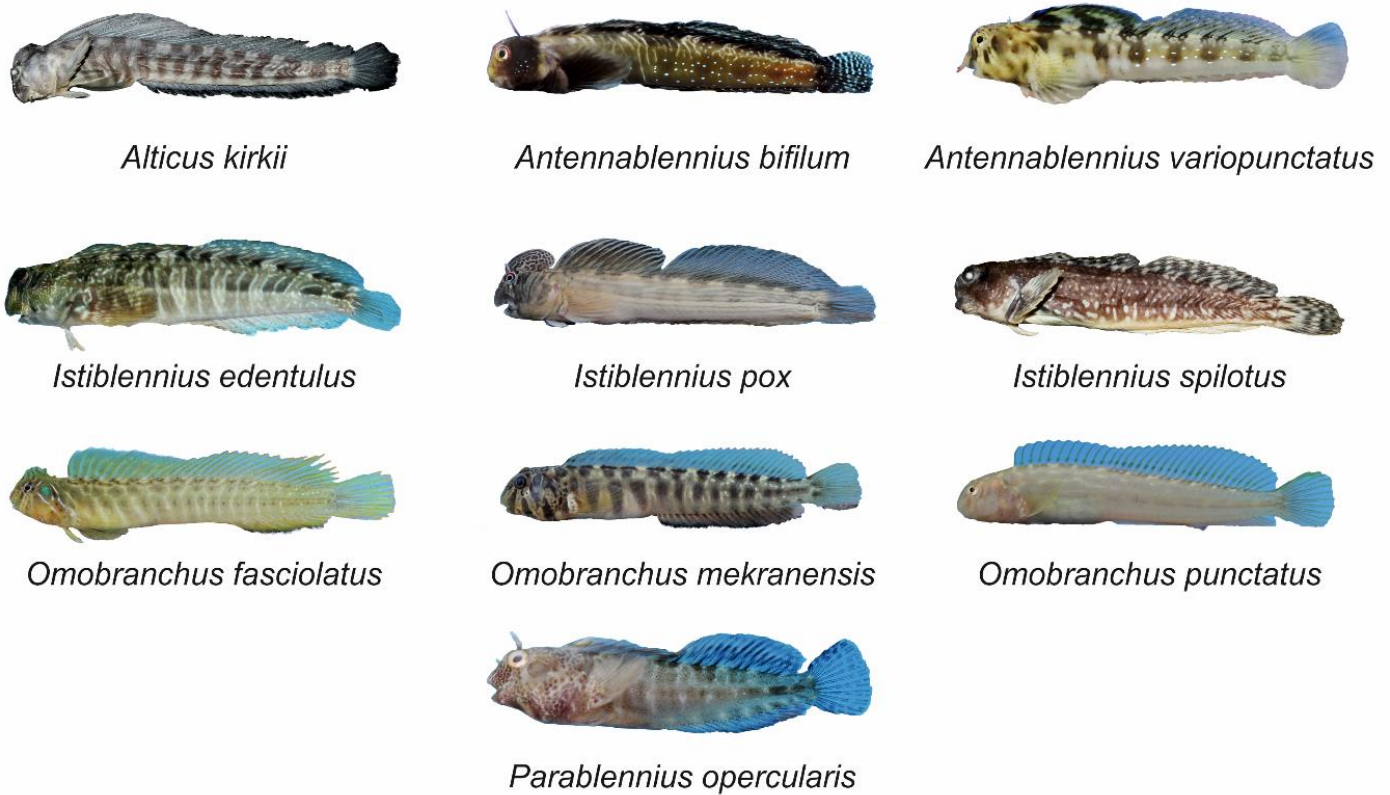 Alticus kirkii
Antennablennius bifilum
Antennablennius variopunctatus
Istiblennius edentulus
Istiblennius pox
Istiblennius spilotus
Omobranchus fasciolatus
Omobranchus mekranensis
Omobranchus punctatus
Parablennius opercularis